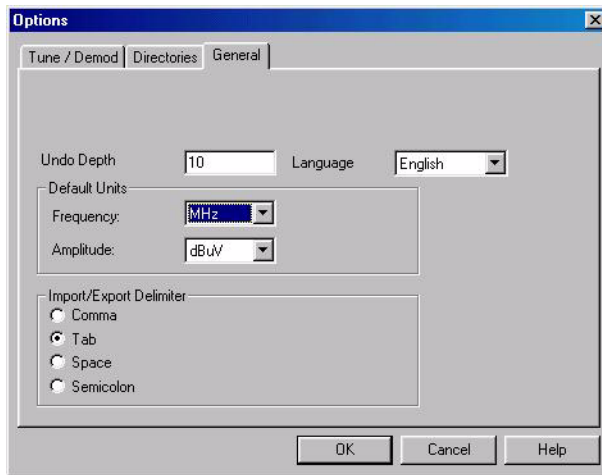 Options
Tune / Demod Directories General
Undo Depth 10 Language English
Default Units
Frequency: MHz
Amplitude: dBuV
Import/Export Delimiter
Comma
Tab
Space
Semicolon
OK Cancel Help